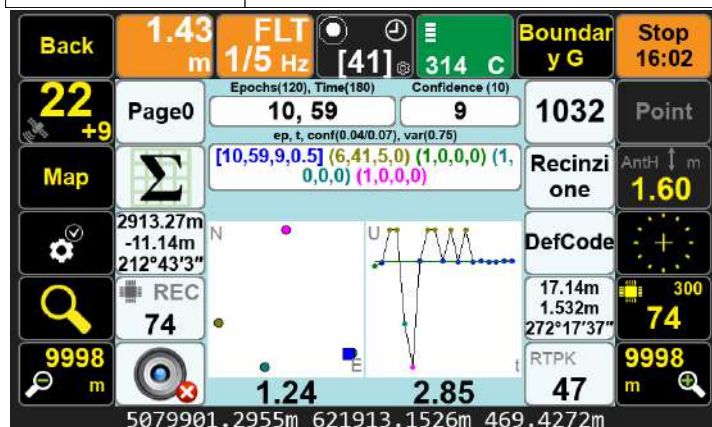 Back
1.43
m
FLT
1/5 Hz
[41]
314 C
Boundar
y G
Stop
16:02
22
+9
Page0
Epochs(120), Time(180)
10, 59
Confidence (10)
9
1032
Point
ep, t, conf(0.04/0.07), var(0.75)
Map
Σ
[10,59,9,0.5] (6,41,5,0) (1,0,0,0) (1,
0,0,0) (1,0,0,0)
Recinzi
one
AntH m
1.60
2913.27m
-11.14m
212°43'3"
N
E
U
t
DefCode
REC
74
17.14m
1.532m
272°17'37"
300
74
9998
m
1.24
2.85
RTPK
47
9998
m
5079901.2955m 621913.1526m 469.4272m